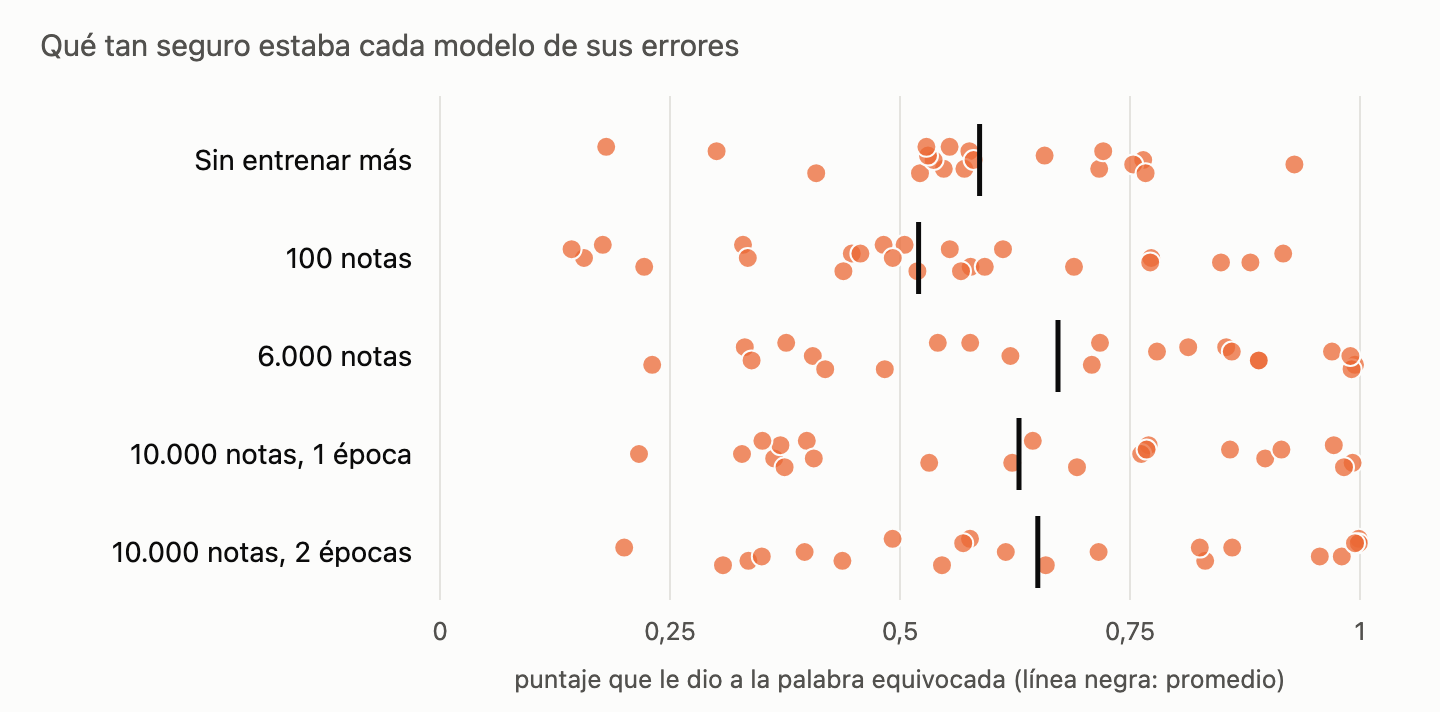 Qué tan seguro estaba cada modelo de sus errores
Sin entrenar más
100 notas
6.000 notas
10.000 notas, 1 época
10.000 notas, 2 épocas
0 0,25 0,5 0,75 1
puntaje que le dio a la palabra equivocada (línea negra: promedio)